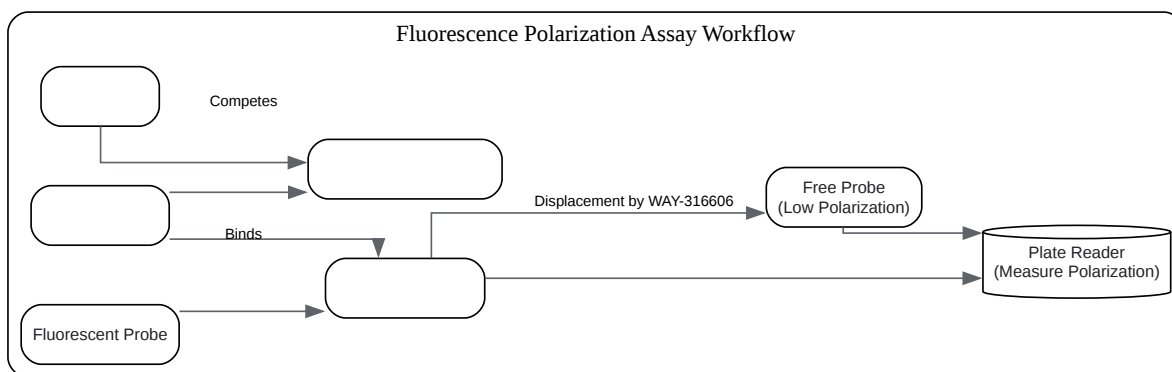 Fluorescence Polarization Assay Workflow
Competes
Displacement by WAY-316606
Free Probe
(Low Polarization)
Binds
Plate Reader
(Measure Polarization)
Fluorescent Probe